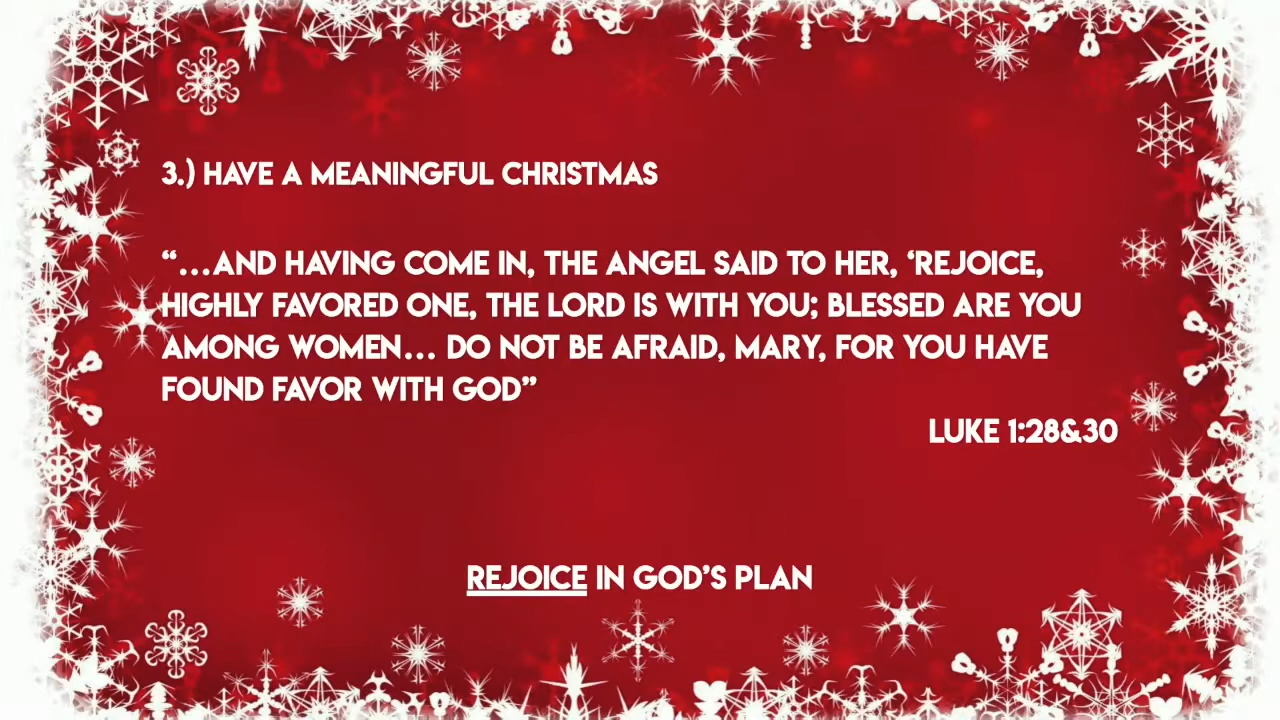 3.) HAVE A MEANINGFUL CHRISTMAS
“...AND HAVING COME IN, THE ANGEL SAID TO HER, ‘REJOICE,
HIGHLY FAVORED ONE, THE LORD IS WITH YOU; BLESSED ARE YOU
AMONG WOMEN... DO NOT BE AFRAID, MARY, FOR YOU HAVE
FOUND FAVOR WITH GOD”
LUKE 1:28&30
REJOICE IN GOD’S PLAN